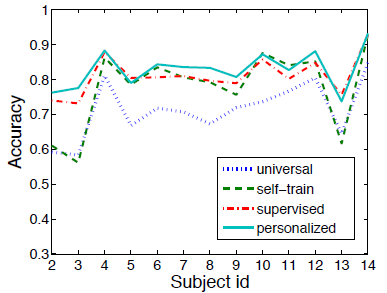 1
0.9
0.8
0.7
0.6
0.5
0.4
0.3
Accuracy
universal
self-train
supervised
personalized
2 3 4 5 6 7 8 9 10 11 12 13 14
Subject id